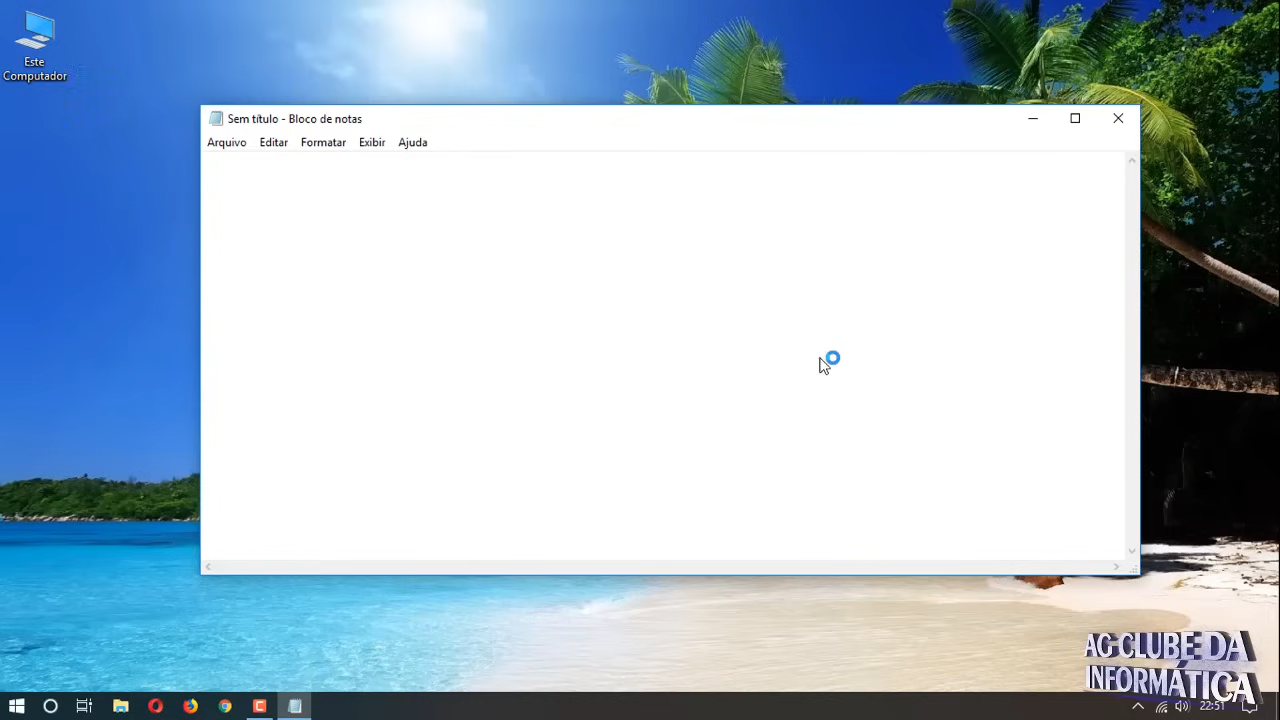 Este
Computador
Sem título - Bloco de notas
Arquivo Editar Formatar Exibir Ajuda
AG CLUBE DA
INFORMÁTICA
22:51